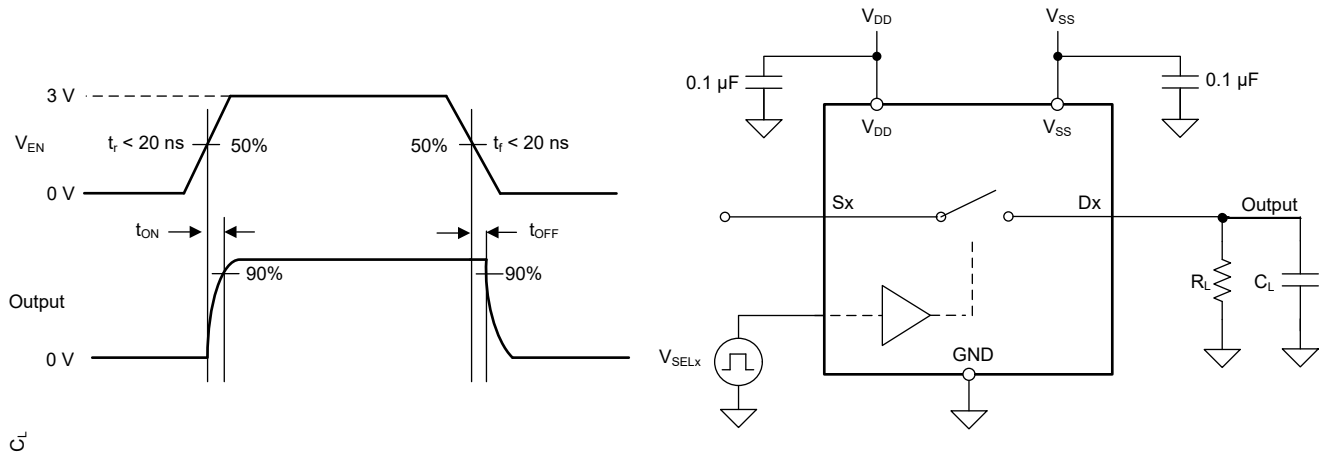 3 V
V_EN
t_r < 20 ns
50%
50%
t_f < 20 ns
0 V
t_ON
t_OFF
90%
90%
Output
0 V
C_L
V_DD
V_SS
0.1 µF
0.1 µF
V_DD
V_SS
Sx
Dx
Output
R_L
C_L
V_SELx
GND